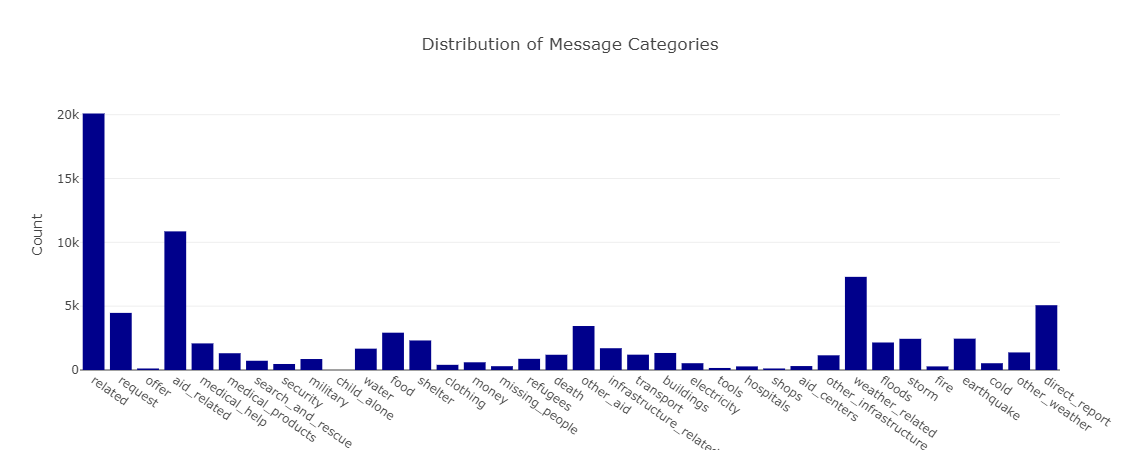 Distribution of Message Categories
20k
15k
10k
5k
0
Count
related
request
offer
aid_related
medical_help
medical_products
search_and_rescue
security
military
child_alone
water
food
shelter
clothing
money
missing_people
refugees
death
other_aid
infrastructure_related
transport
buildings
electricity
tools
hospitals
shops
aid_centers
other_infrastructure
weather_related
floods
storm
fire
earthquake
cold
other_weather
direct_report